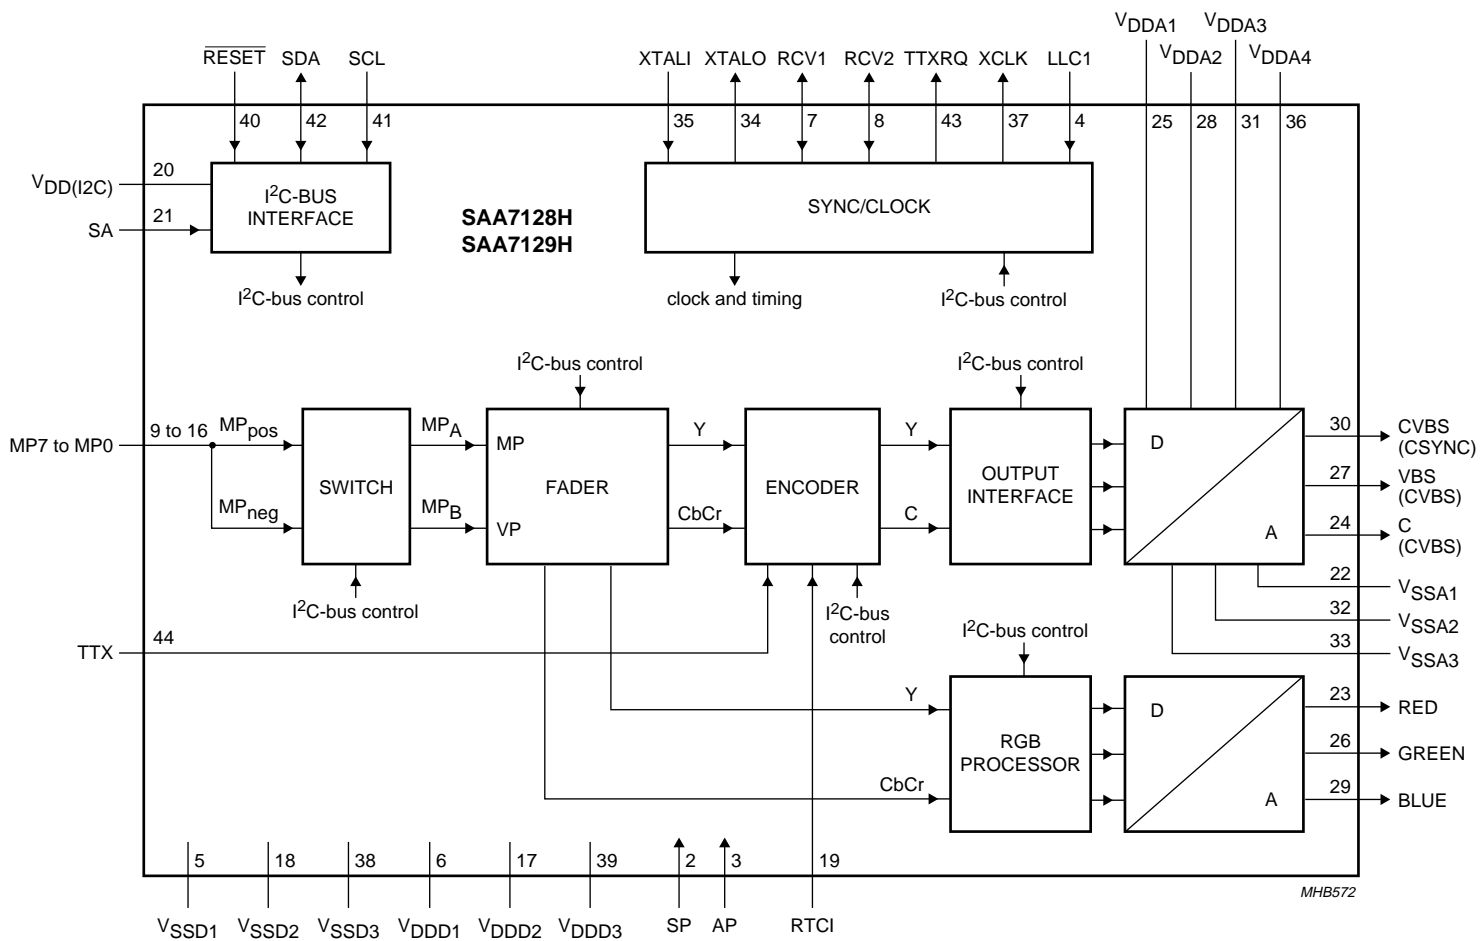 VDDA1 VDDA3
VDDA2 VDDA4
RESET SDA SCL XTALI XTALO RCV1 RCV2 TTXRQ XCLK LLC1
40 42 41 35 34 7 8 43 37 4 25 28 31 36
VDD(I2C) 20
SA 21
I2C-BUS
INTERFACE
SAA7128H
SAA7129H
SYNC/CLOCK
I2C-bus control
clock and timing
I2C-bus control
I2C-bus control
I2C-bus control
MP7 to MP0 9 to 16 MPpos
MPneg
SWITCH
MPA
MPB
MP
VP
FADER
Y
CbCr
ENCODER
Y
C
OUTPUT
INTERFACE
D
A
30 CVBS
(CSYNC)
27 VBS
(CVBS)
24 C
(CVBS)
22 VSSA1
32 VSSA2
33 VSSA3
I2C-bus control
I2C-bus
control
I2C-bus control
TTX 44
Y
CbCr
RGB
PROCESSOR
D
A
23 RED
26 GREEN
29 BLUE
5 18 38 6 17 39 2 3 19
VSSD1 VSSD2 VSSD3 VDDD1 VDDD2 VDDD3 SP AP RTCI
MHB572